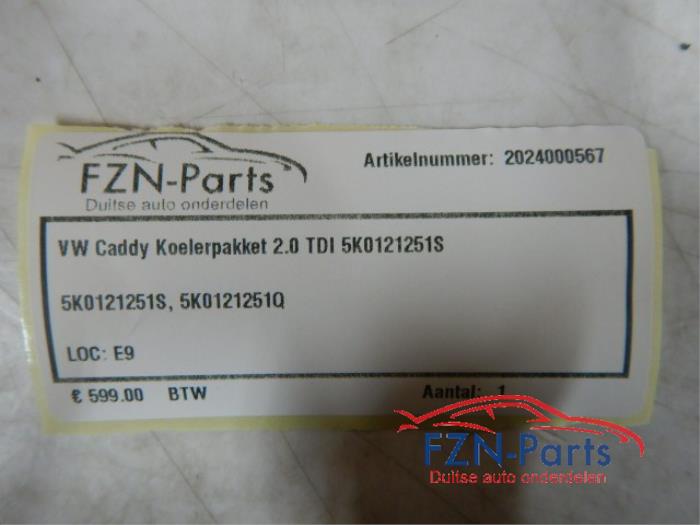 FZN-Parts
Duitse auto onderdelen
Artikelnummer: 2024000567
VW Caddy Koelerpakket 2.0 TDI 5K0121251S
5K0121251S, 5K0121251Q
LOC: E9
€ 599.00 BTW Aantal: 1
FZN-Parts
Duitse auto onderdelen